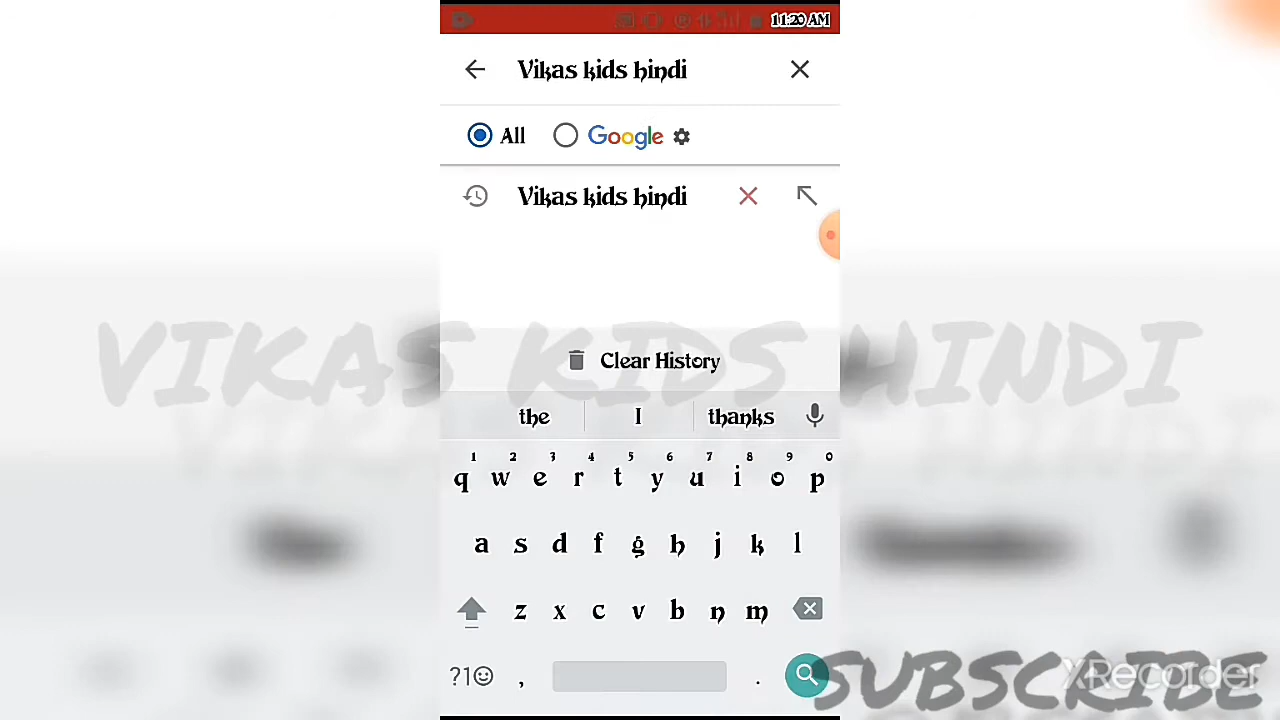 11:20 AM
Vikas kids hindi
All Google
Vikas kids hindi
VIKAS KIDS HINDI
Clear History
the I thanks
1 2 3 4 5 6 7 8 9 0
q w e r t y u i o p
a s d f g h j k l
z x c v b n m
?1☺ , .
SUBSCRIBE
XRecorder